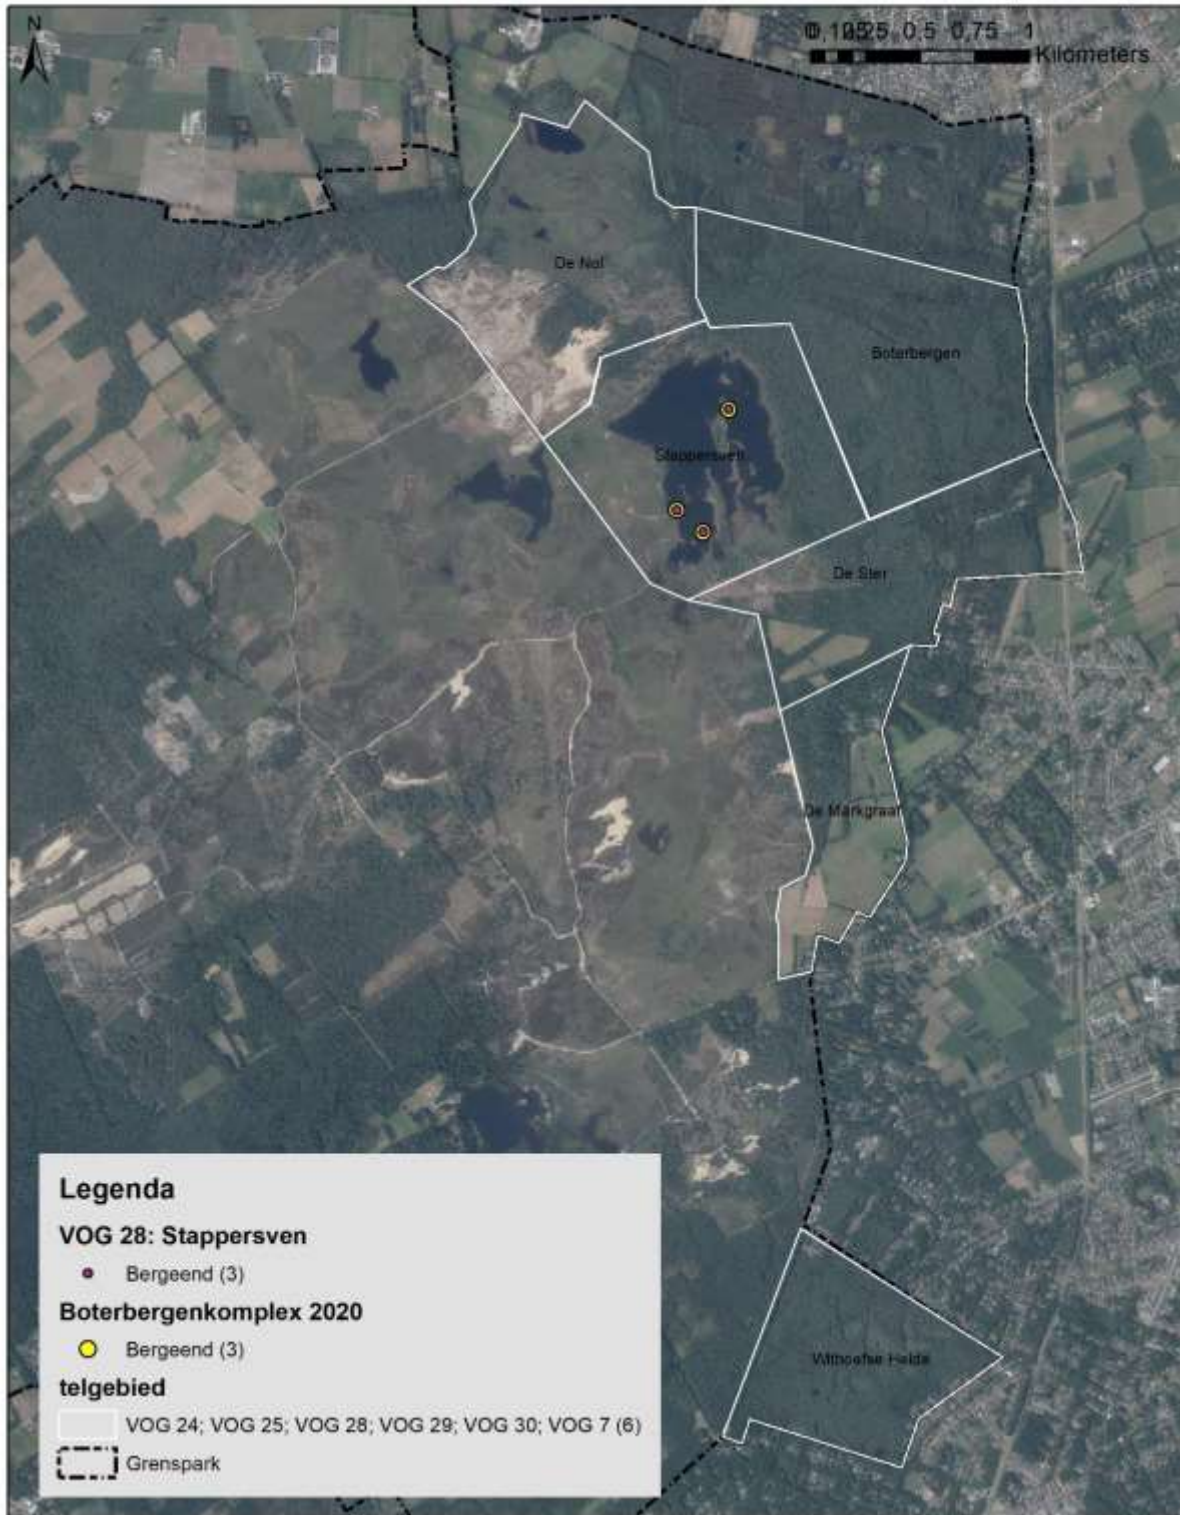 N
0 0,125 0,25 0,5 0,75 1
Kilometers
De Nol
Boterbergen
Stappersven
De Ster
De Markgraaf
Withoefse Heide
Legenda
VOG 28: Stappersven
Bergeend (3)
Boterbergenkomplex 2020
Bergeend (3)
telgebied
VOG 24; VOG 25; VOG 28; VOG 29; VOG 30; VOG 7 (6)
Grenspark